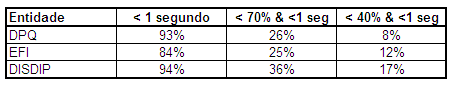 Entidade < 1 segundo < 70% & <1 seg < 40% & <1 seg
DPQ 93% 26% 8%
EFI 84% 25% 12%
DISDIP 94% 36% 17%